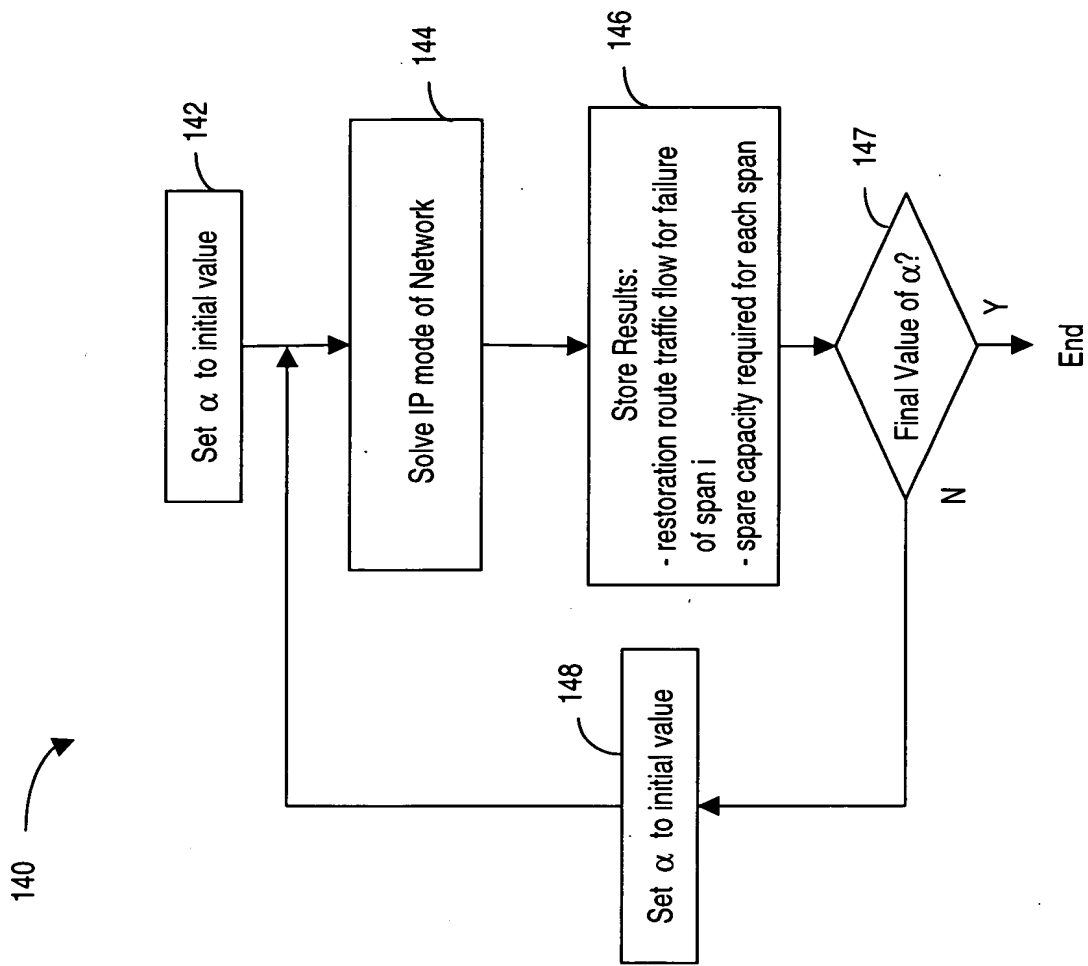 140
142
Set α to initial value
144
Solve IP mode of Network
146
Store Results:
- restoration route traffic flow for failure
of span i
- spare capacity required for each span
147
Final Value of α?
N
Y
End
148
Set α to initial value